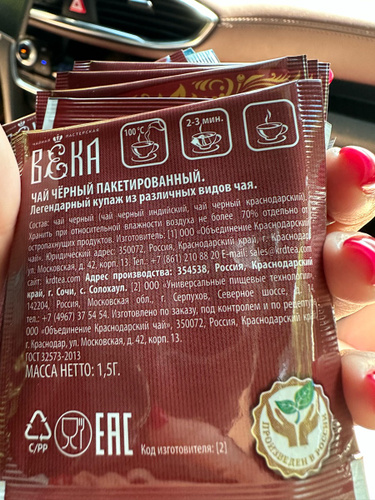 ЧАЙНАЯ МАСТЕРСКАЯ
ВЕКА
100°C
2-3 мин.
ЧАЙ ЧЁРНЫЙ ПАКЕТИРОВАННЫЙ.
Легендарный купаж из различных видов чая.
Состав: чай черный (чай черный индийский, чай черный краснодарский).
Хранить при относительной влажности воздуха не более 70% отдельно от
остропахнущих продуктов. Изготовитель: [1] ООО «Объединение Краснодарский
чай». Юридический адрес: 350072, Россия, Краснодарский край, г. Краснодар,
ул. Московская, д. 42, корп. 13. Тел.: +7 (861) 210 88 20 E-mail: sales@krdtea.com
сайт: krdtea.com. Адрес производства: 354538, Россия, Краснодарский
край, г. Сочи, с. Солохаул. [2] ООО «Универсальные пищевые технологии»
142204, Россия, Московская обл., г. Серпухов, Северное шоссе, д.
тел.: +7 (4967) 37 54 54. Изготовлено по заказу, под контролем и по рецепту
ООО «Объединение Краснодарский чай», 350072, Россия, Краснодарский край,
г. Краснодар, ул. Московская, д. 42, корп. 13.
ГОСТ 32573-2013
МАССА НЕТТО: 1,5Г.
C/PP
EAC
Код изготовителя: [2]
ПРОИЗВЕДЕН В РОССИИ